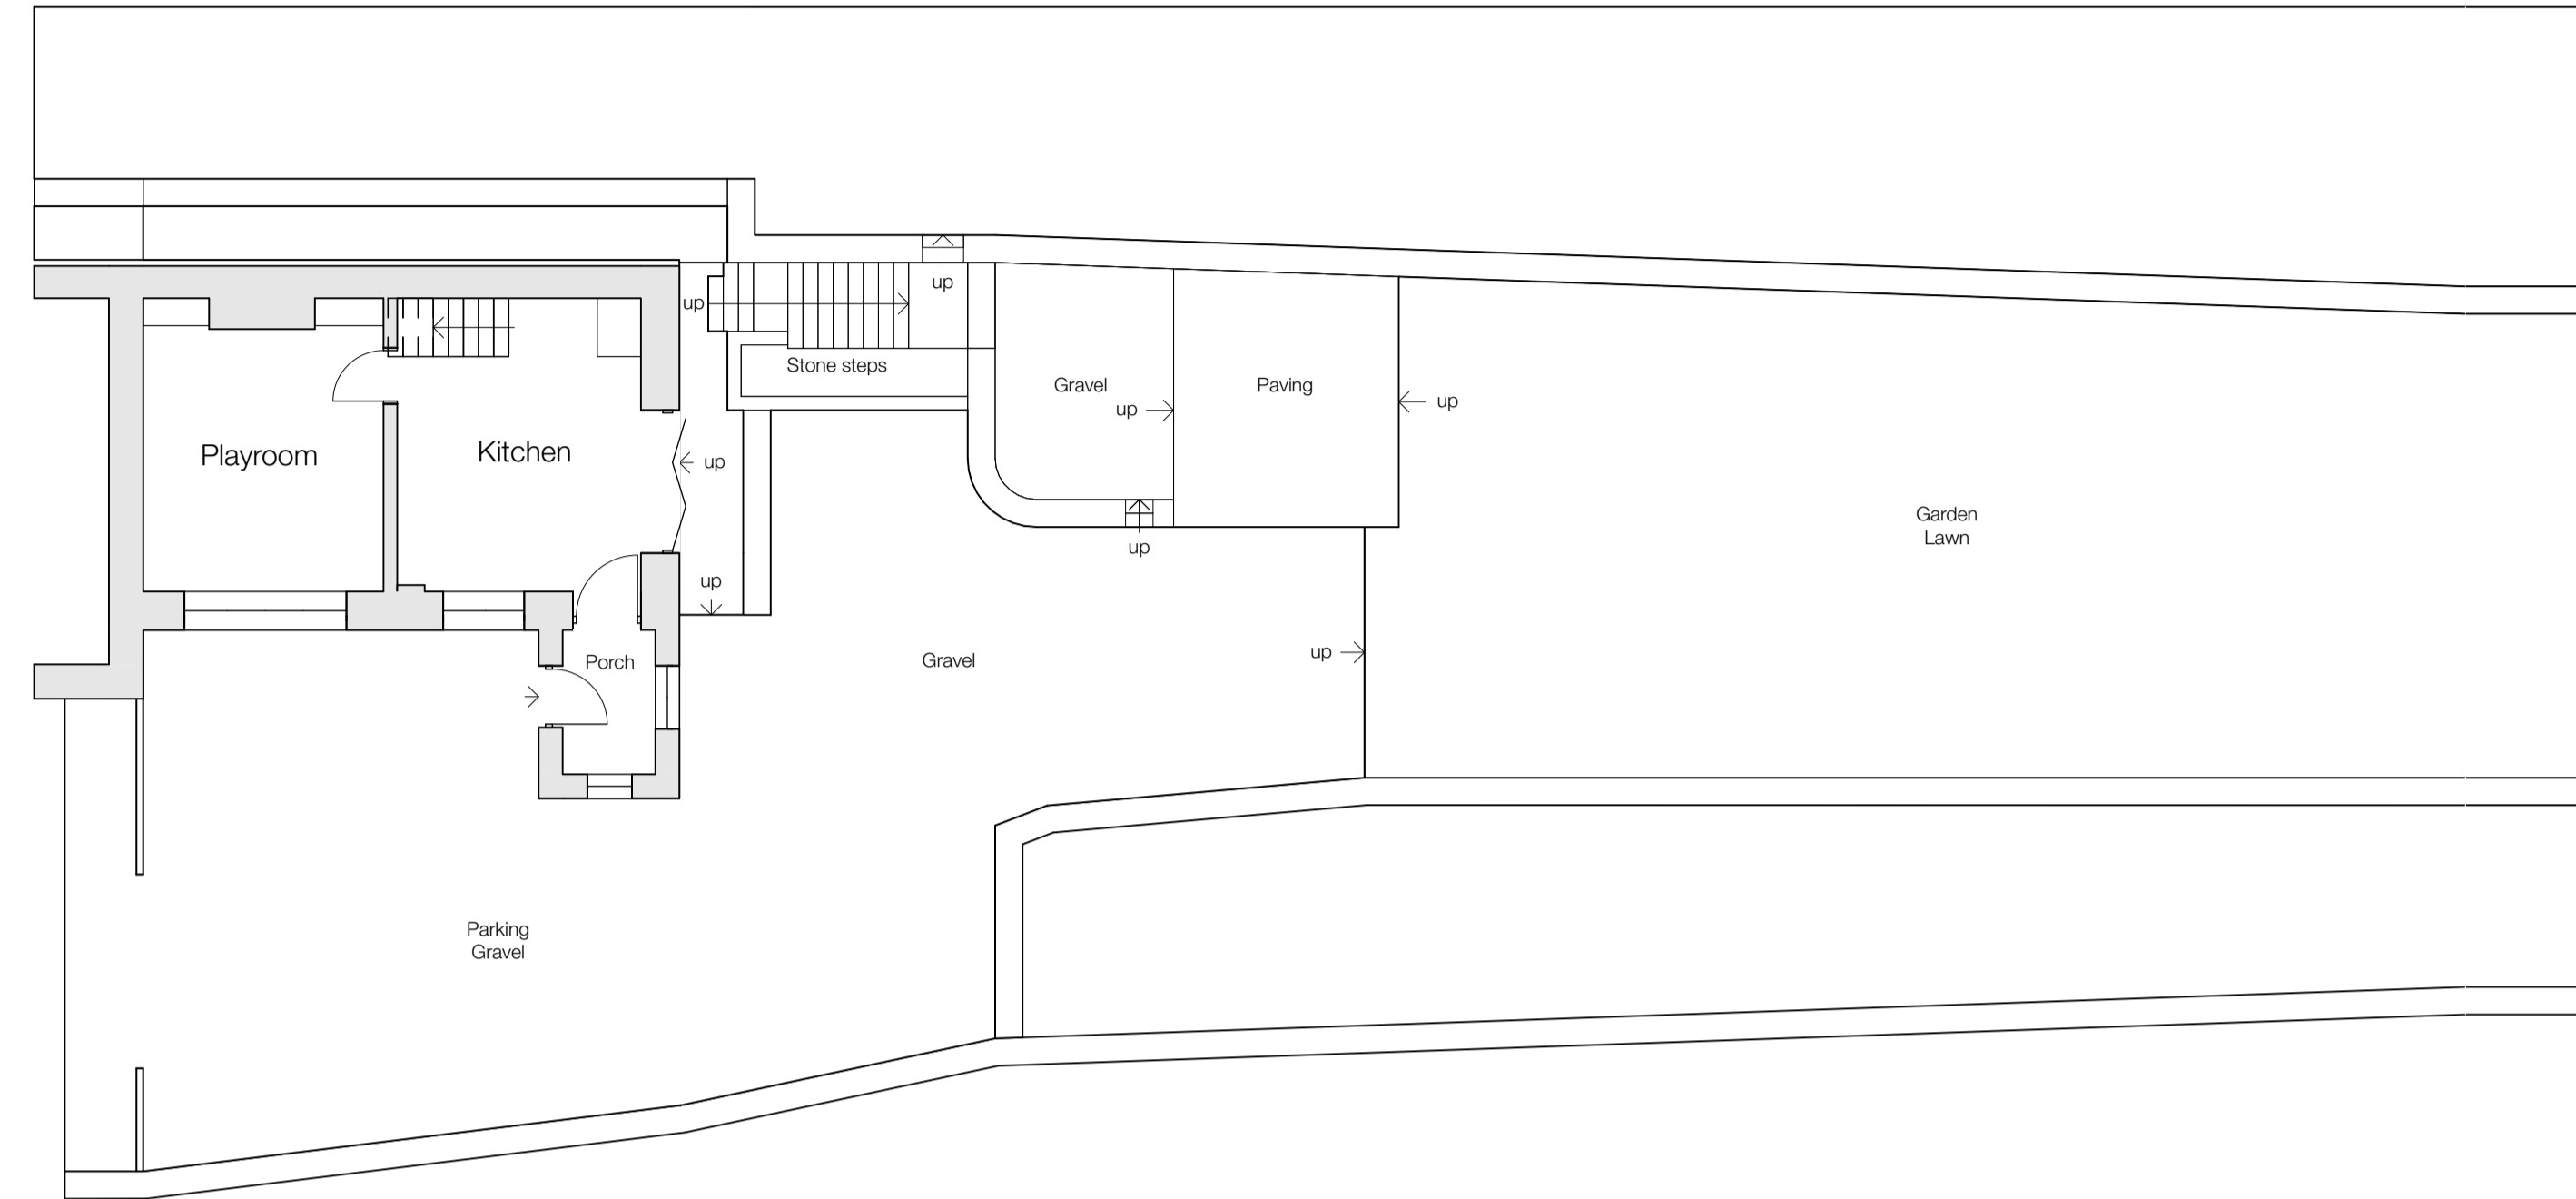 up
up
Stone steps
Gravel
Paving
up
up
Playroom
Kitchen
up
Garden
Lawn
up
up
Porch
Gravel
up
Parking
Gravel